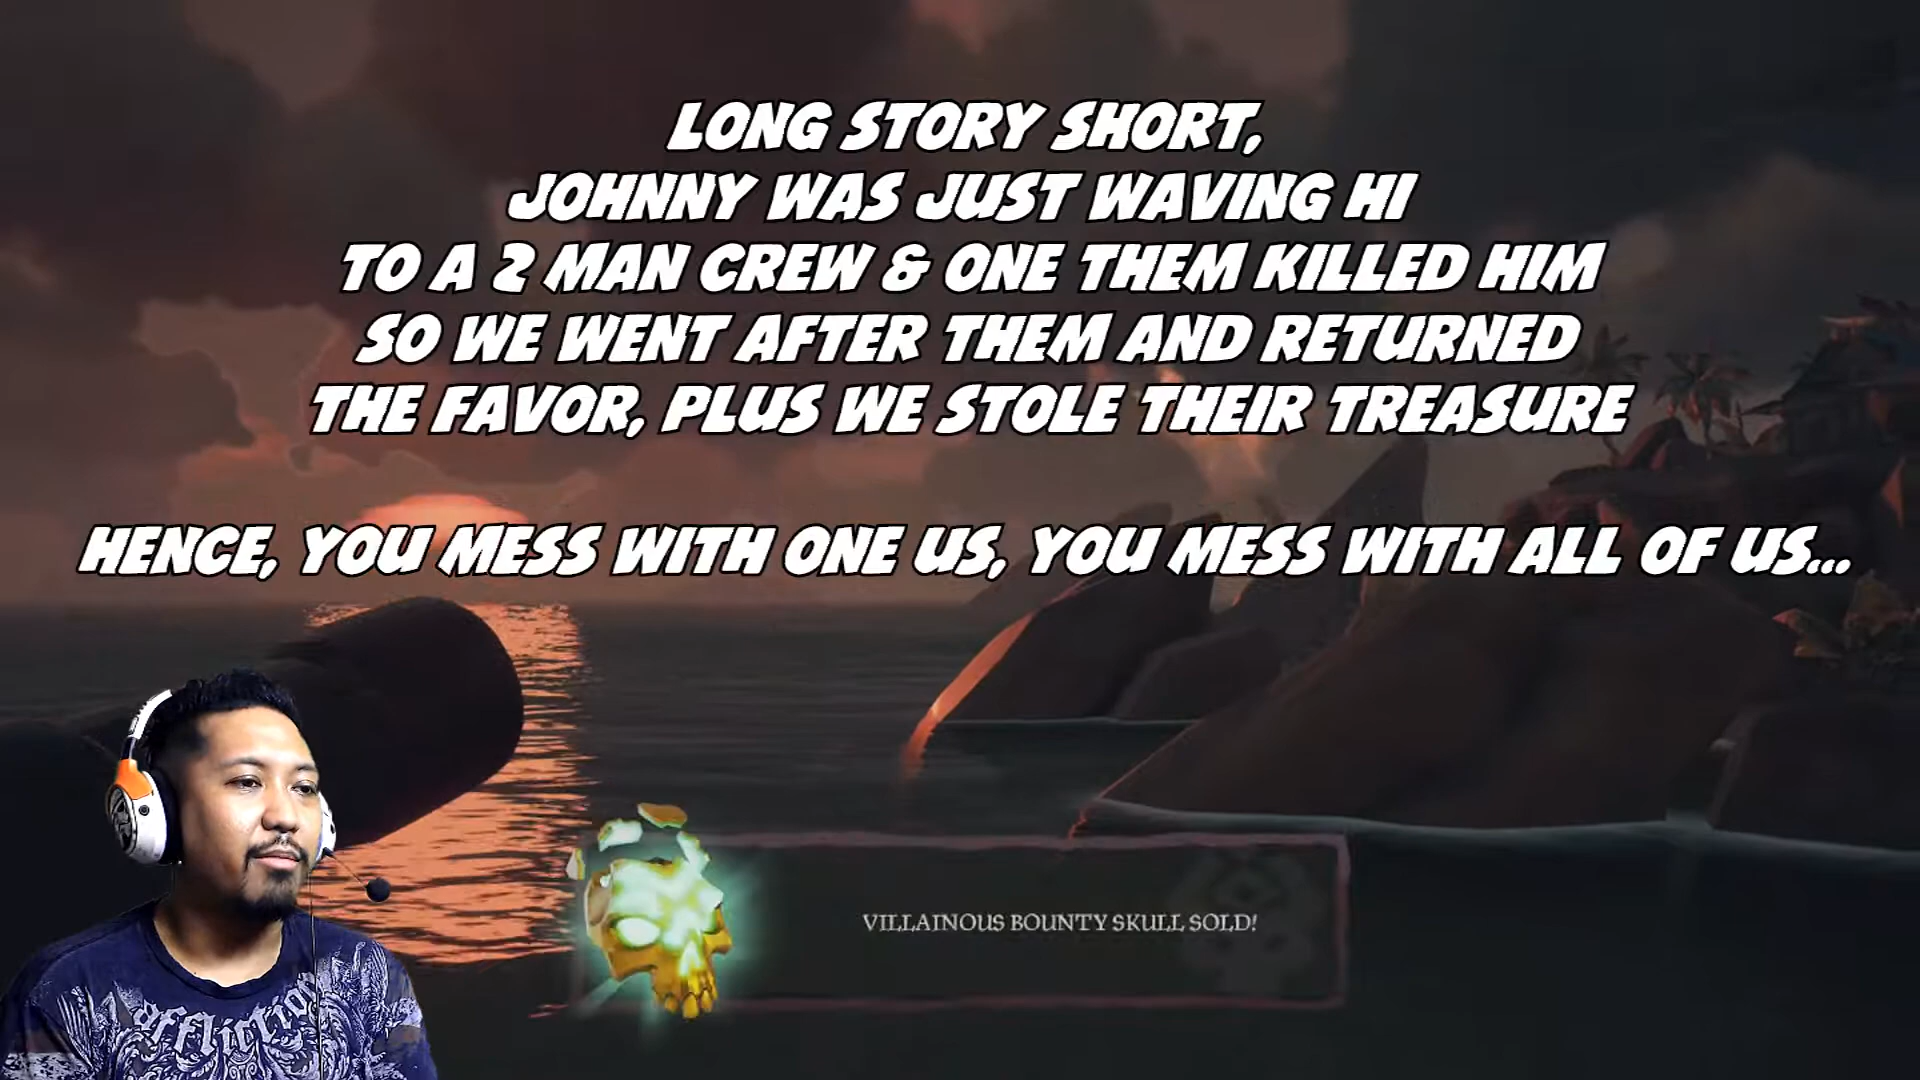 LONG STORY SHORT,
JOHNNY WAS JUST WAVING HI
TO A 2 MAN CREW & ONE THEM KILLED HIM
SO WE WENT AFTER THEM AND RETURNED
THE FAVOR, PLUS WE STOLE THEIR TREASURE
HENCE, YOU MESS WITH ONE US, YOU MESS WITH ALL OF US...
VILLAINOUS BOUNTY SKULL SOLD!
affliction